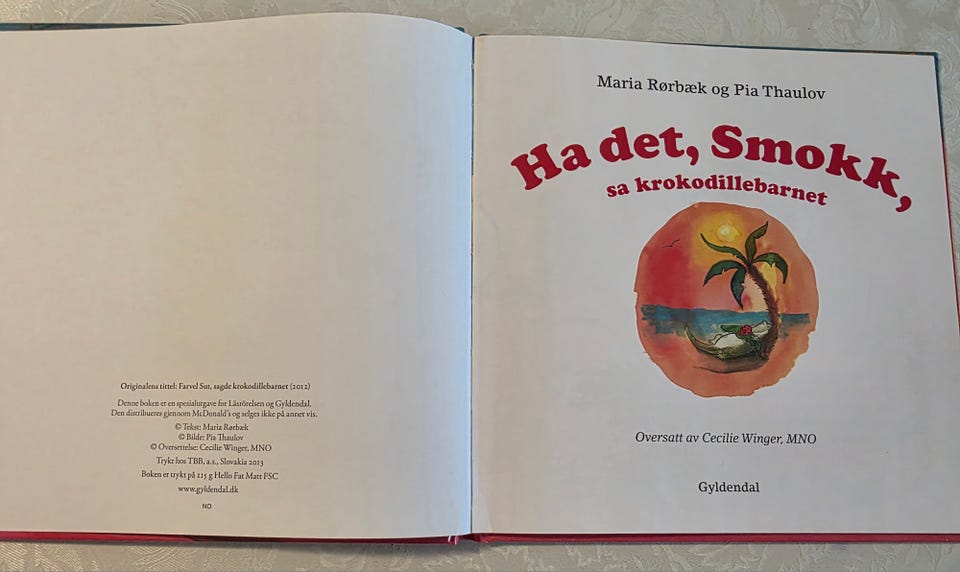 Originalens tittel: Farvel Sut, sagde krokodillebarnet (2012)
Denne boken er en spesialutgave for Läsrörelsen og Gyldendal.
Den distribueres gjennom McDonald's og selges ikke på annet vis.
© Tekst: Maria Rørbæk
© Bilde: Pia Thaulov
© Oversettelse: Cecilie Winger, MNO
Trykt hos TBB, a.s., Slovakia 2013
Boken er trykt på 115 g Hello Fat Matt FSC
www.gyldendal.dk
NO
Maria Rørbæk og Pia Thaulov
Ha det, Smokk,
sa krokodillebarnet
Oversatt av Cecilie Winger, MNO
Gyldendal